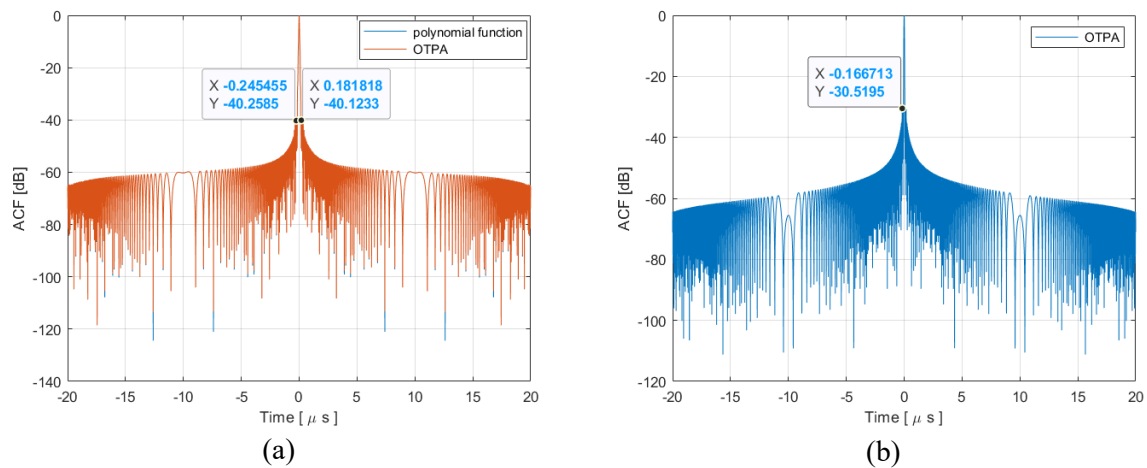 0
-20
-40
-60
-80
-100
-120
-140
ACF [dB]
polynomial function
OTPA
X -0.245455
Y -40.2585
X 0.181818
Y -40.1233
-20 -15 -10 -5 0 5 10 15 20
Time [ μ s]
(a)
0
-20
-40
-60
-80
-100
-120
ACF [dB]
OTPA
X -0.166713
Y -30.5195
-20 -15 -10 -5 0 5 10 15 20
Time [ μ s]
(b)